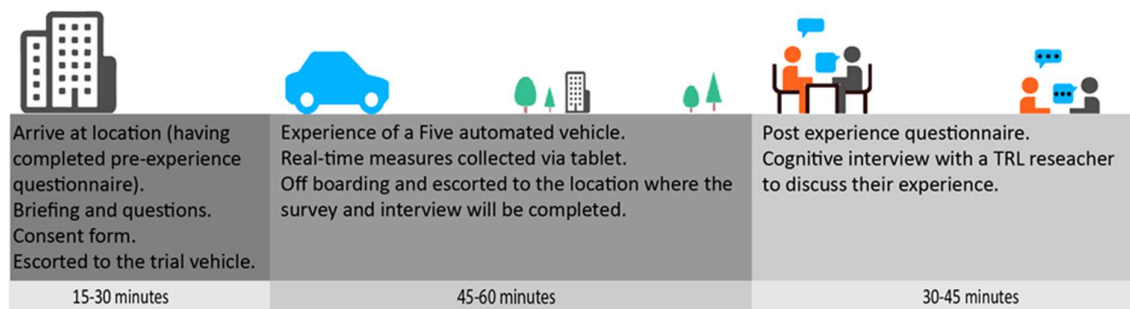 Arrive at location (having
completed pre-experience
questionnaire).
Briefing and questions.
Consent form.
Escorted to the trial vehicle.
15-30 minutes
Experience of a Five automated vehicle.
Real-time measures collected via tablet.
Off boarding and escorted to the location where the
survey and interview will be completed.
45-60 minutes
Post experience questionnaire.
Cognitive interview with a TRL reseacher
to discuss their experience.
30-45 minutes